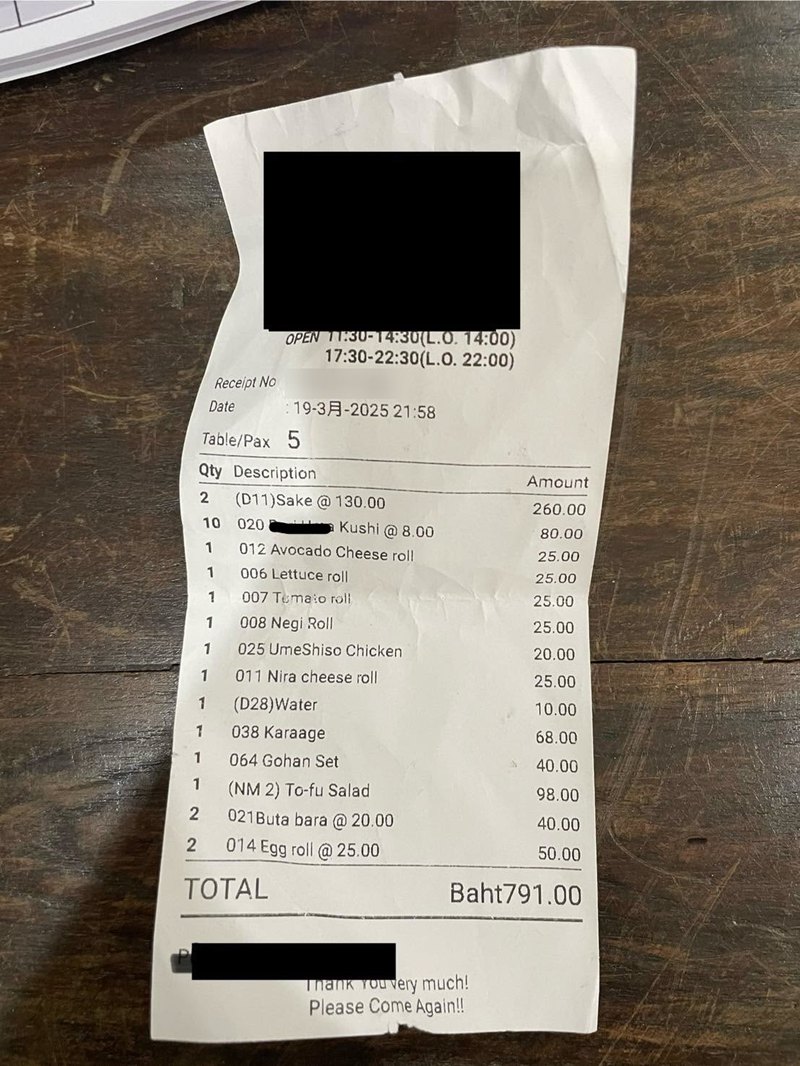 OPEN 11:30-14:30(L.O. 14:00)
17:30-22:30(L.O. 22:00)
Receipt No
Date : 19-3月-2025 21:58
Table/Pax 5
Qty Description Amount
2 (D11)Sake @ 130.00 260.00
10 020 Kushi @ 8.00 80.00
1 012 Avocado Cheese roll 25.00
1 006 Lettuce roll 25.00
1 007 Tomato roll 25.00
1 008 Negi Roll 25.00
1 025 UmeShiso Chicken 20.00
1 011 Nira cheese roll 25.00
1 (D28)Water 10.00
1 038 Karaage 68.00
1 064 Gohan Set 40.00
1 (NM 2) To-fu Salad 98.00
2 021Buta bara @ 20.00 40.00
2 014 Egg roll @ 25.00 50.00
TOTAL Baht791.00
Thank You very much!
Please Come Again!!